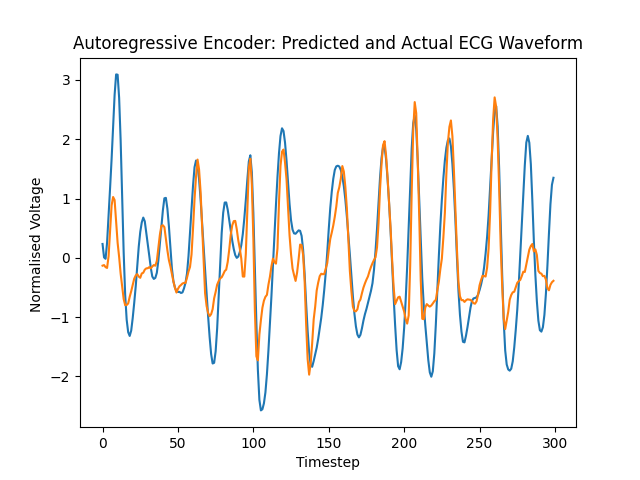 Autoregressive Encoder: Predicted and Actual ECG Waveform
3
2
1
0
−1
−2
Normalised Voltage
0 50 100 150 200 250 300
Timestep